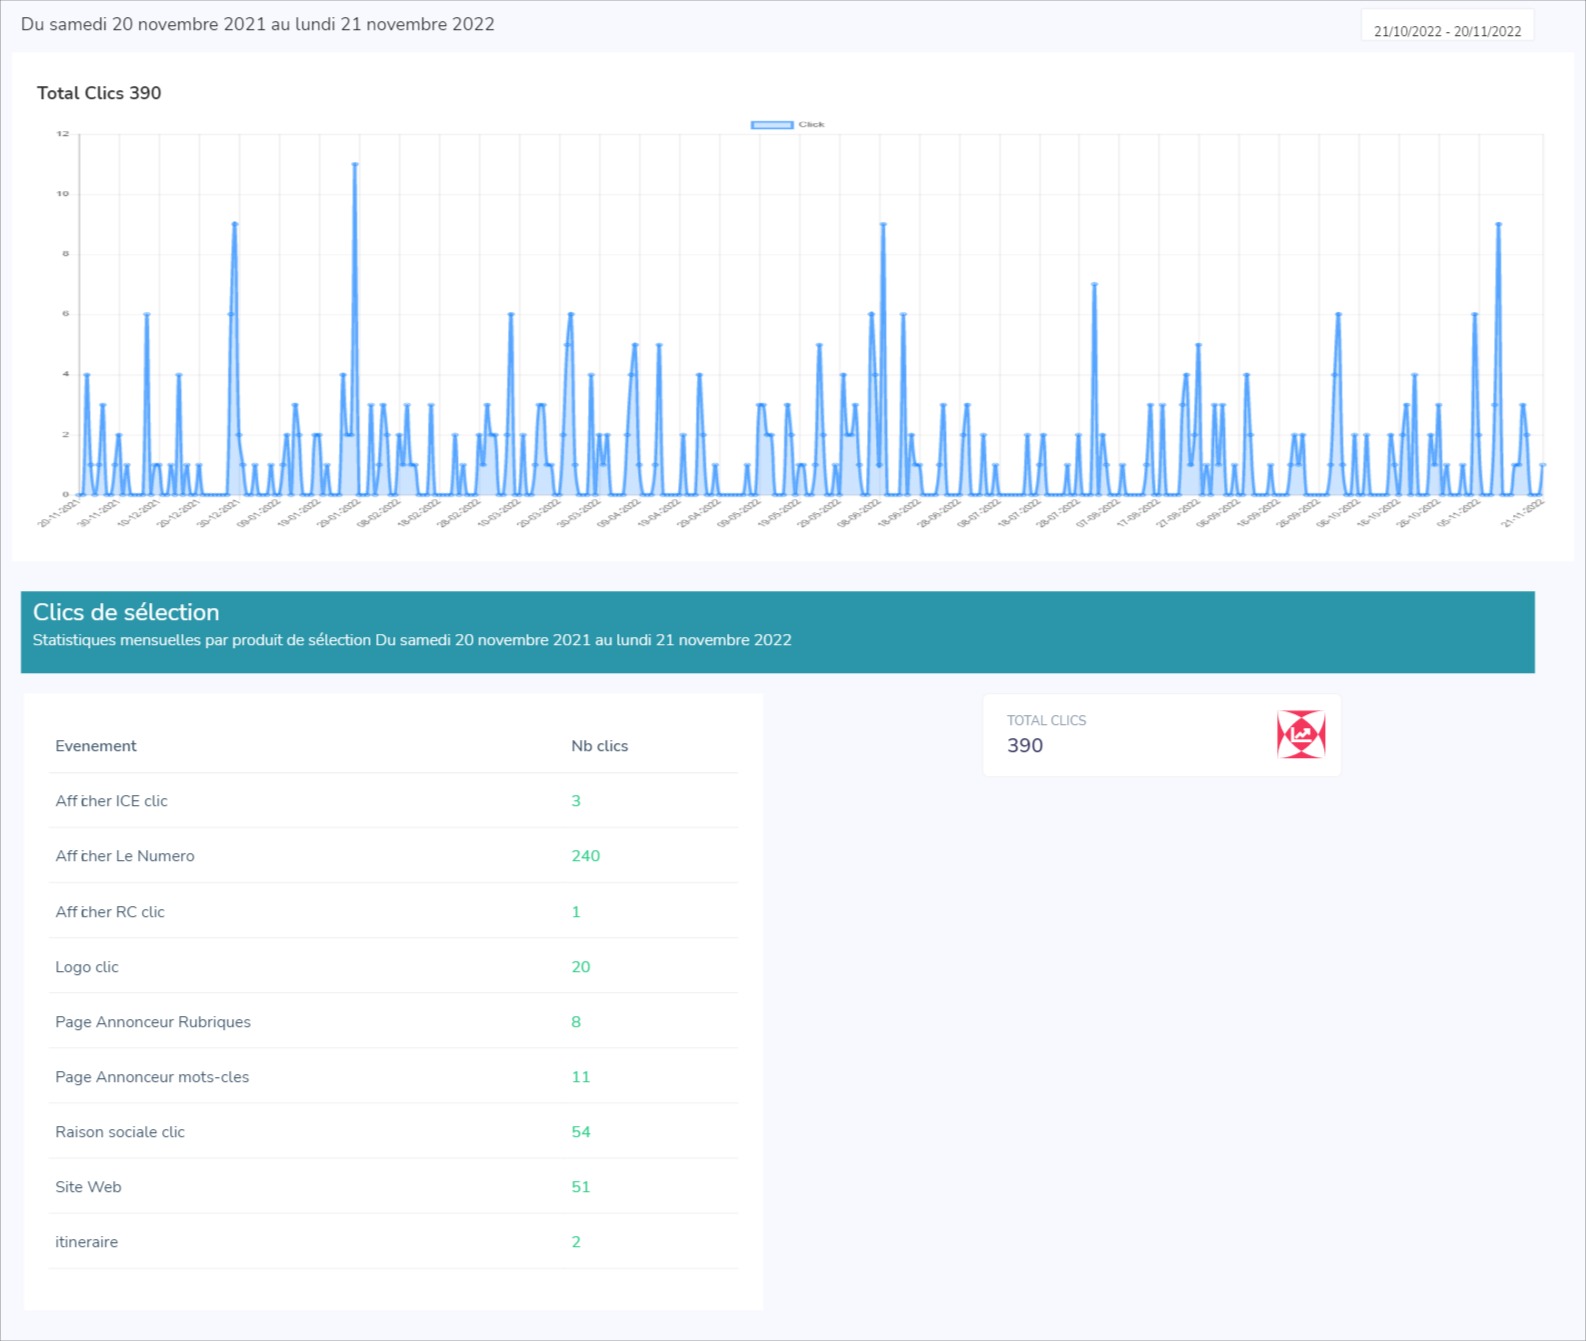 Du samedi 20 novembre 2021 au lundi 21 novembre 2022
21/10/2022 - 20/11/2022
Total Clics 390
Click
12
10
8
6
4
2
0
20-11-2021 30-11-2021 10-12-2021 20-12-2021 30-12-2021 09-01-2022 19-01-2022 29-01-2022 08-02-2022 18-02-2022 28-02-2022 10-03-2022 20-03-2022 30-03-2022 09-04-2022 19-04-2022 29-04-2022 09-05-2022 19-05-2022 29-05-2022 08-06-2022 18-06-2022 28-06-2022 08-07-2022 18-07-2022 28-07-2022 07-08-2022 17-08-2022 27-08-2022 06-09-2022 16-09-2022 26-09-2022 06-10-2022 16-10-2022 26-10-2022 05-11-2022 21-11-2022
Clics de sélection
Statistiques mensuelles par produit de sélection Du samedi 20 novembre 2021 au lundi 21 novembre 2022
TOTAL CLICS
390
Evenement Nb clics
Afficher ICE clic 3
Afficher Le Numero 240
Afficher RC clic 1
Logo clic 20
Page Annonceur Rubriques 8
Page Annonceur mots-cles 11
Raison sociale clic 54
Site Web 51
itineraire 2